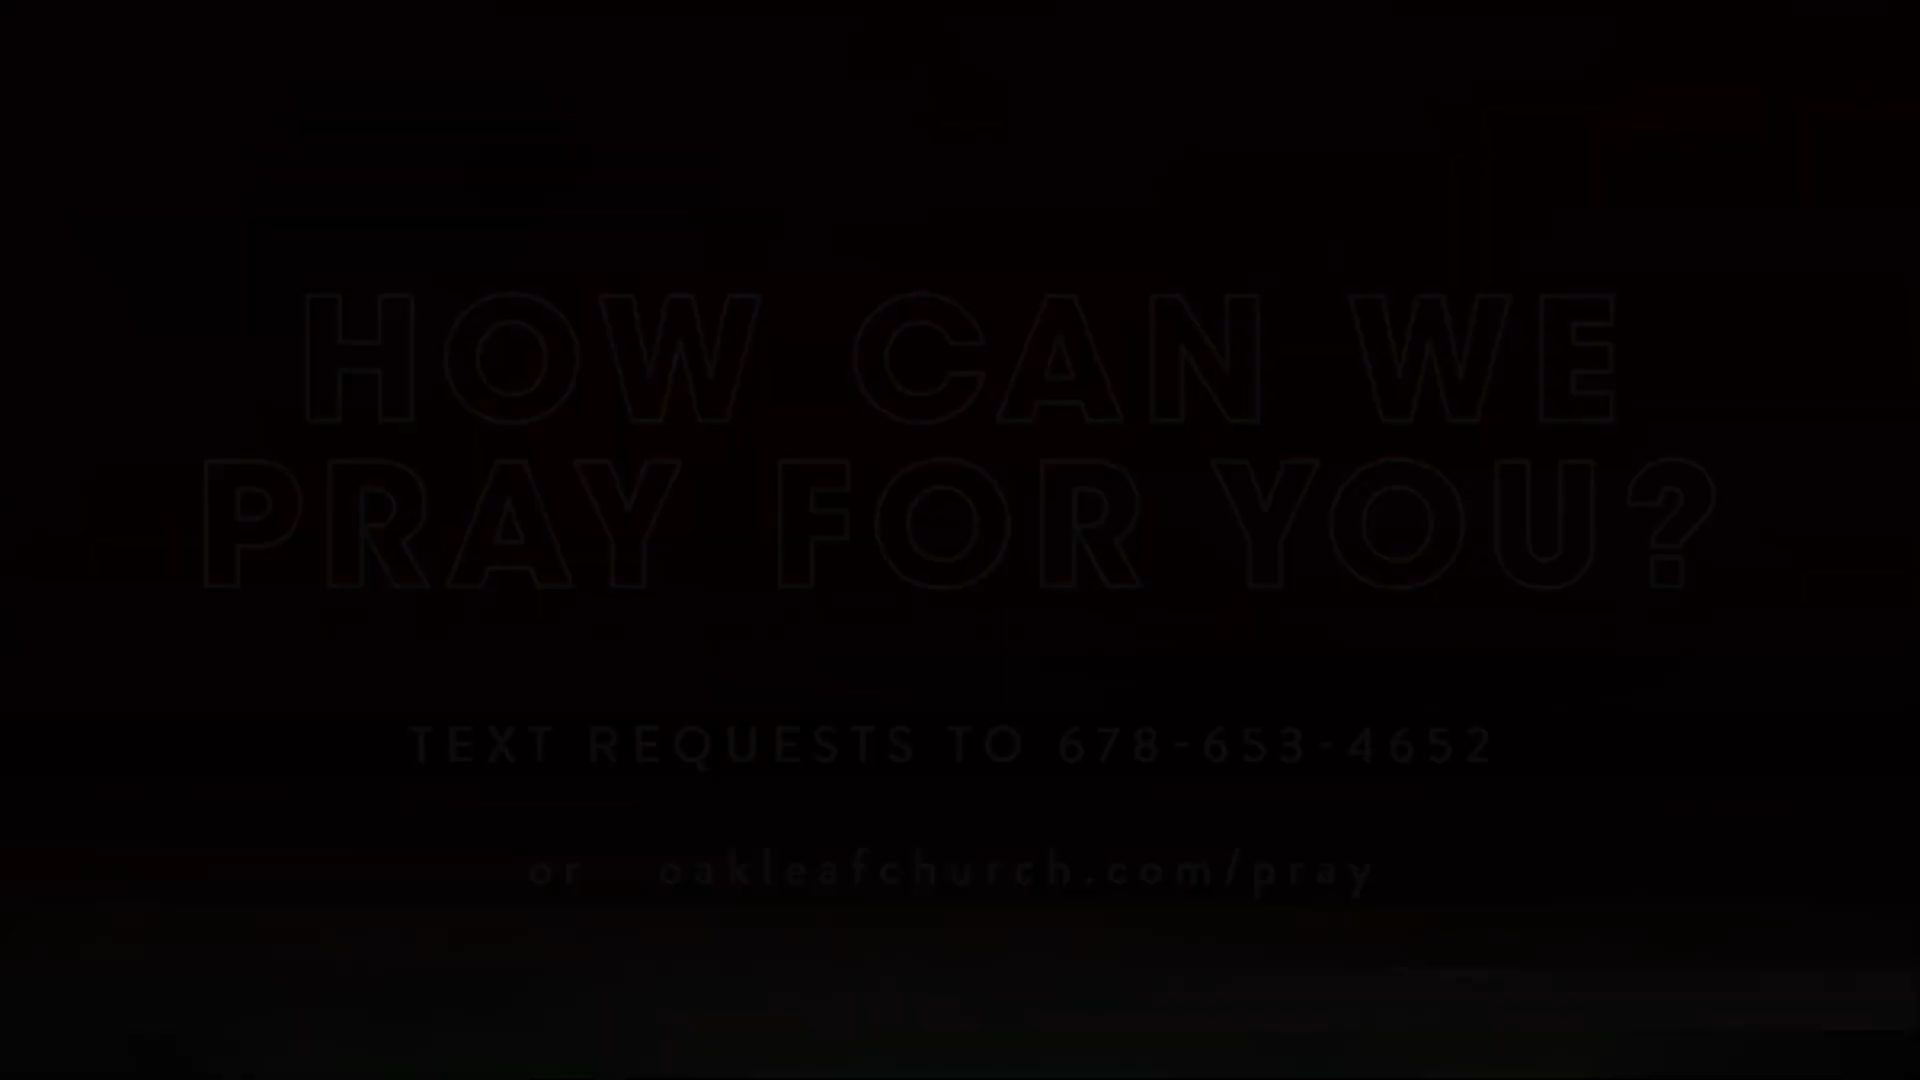 HOW CAN WE
PRAY FOR YOU?
TEXT REQUESTS TO 678-653-4652
or oakleafchurch.com/pray